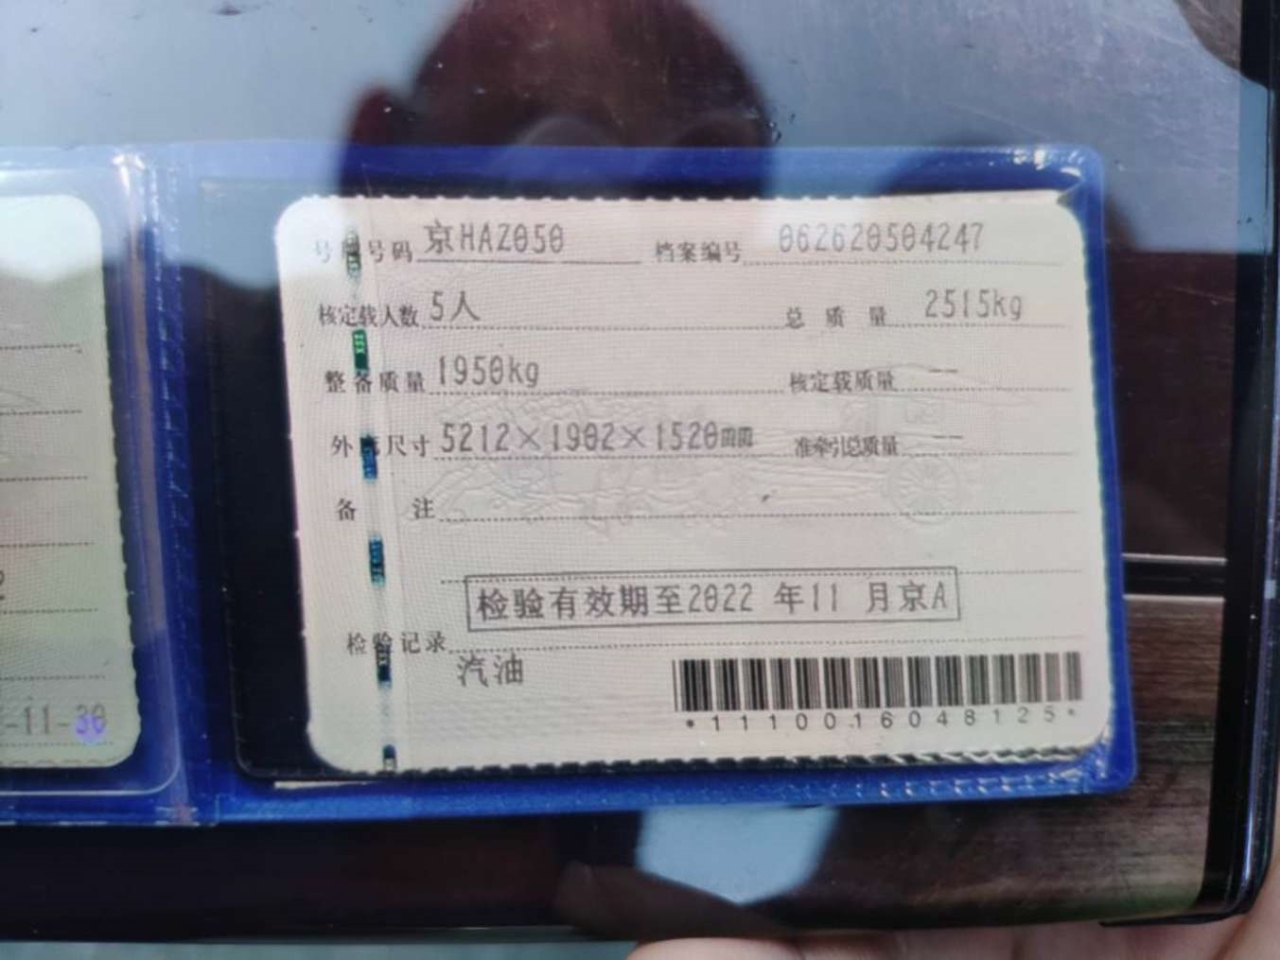 号牌号码 京HAZ050 档案编号 062620504247
核定载人数 5人 总质量 2515kg
整备质量 1950kg 核定载质量 --
外廓尺寸 5212×1902×1520mm 准牵引总质量 --
备注
检验有效期至2022 年11 月京A
检验记录
汽油
*1110016048125*
-11-30